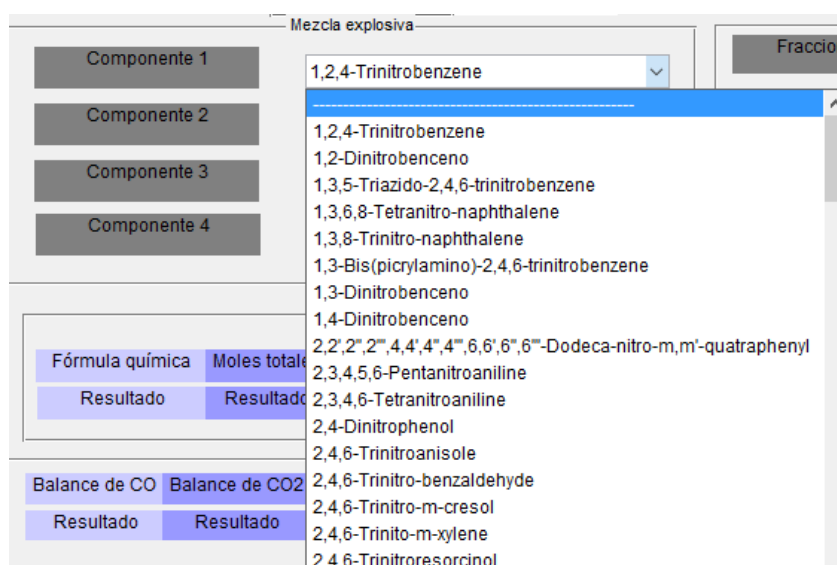 Mezcla explosiva
Componente 1
1,2,4-Trinitrobenzene
Fraccio
Componente 2
Componente 3
Componente 4
----------------------------------------------------
1,2,4-Trinitrobenzene
1,2-Dinitrobenceno
1,3,5-Triazido-2,4,6-trinitrobenzene
1,3,6,8-Tetranitro-naphthalene
1,3,8-Trinitro-naphthalene
1,3-Bis(picrylamino)-2,4,6-trinitrobenzene
1,3-Dinitrobenceno
1,4-Dinitrobenceno
2,2',2'',2''',4,4',4'',4''',6,6',6'',6'''-Dodeca-nitro-m,m'-quatraphenyl
2,3,4,5,6-Pentanitroaniline
2,3,4,6-Tetranitroaniline
2,4-Dinitrophenol
2,4,6-Trinitroanisole
2,4,6-Trinitro-benzaldehyde
2,4,6-Trinitro-m-cresol
2,4,6-Trinito-m-xylene
2,4,6-Trinitroresorcinol
Fórmula química Moles totale
Resultado Resultado
Balance de CO Balance de CO2
Resultado Resultado